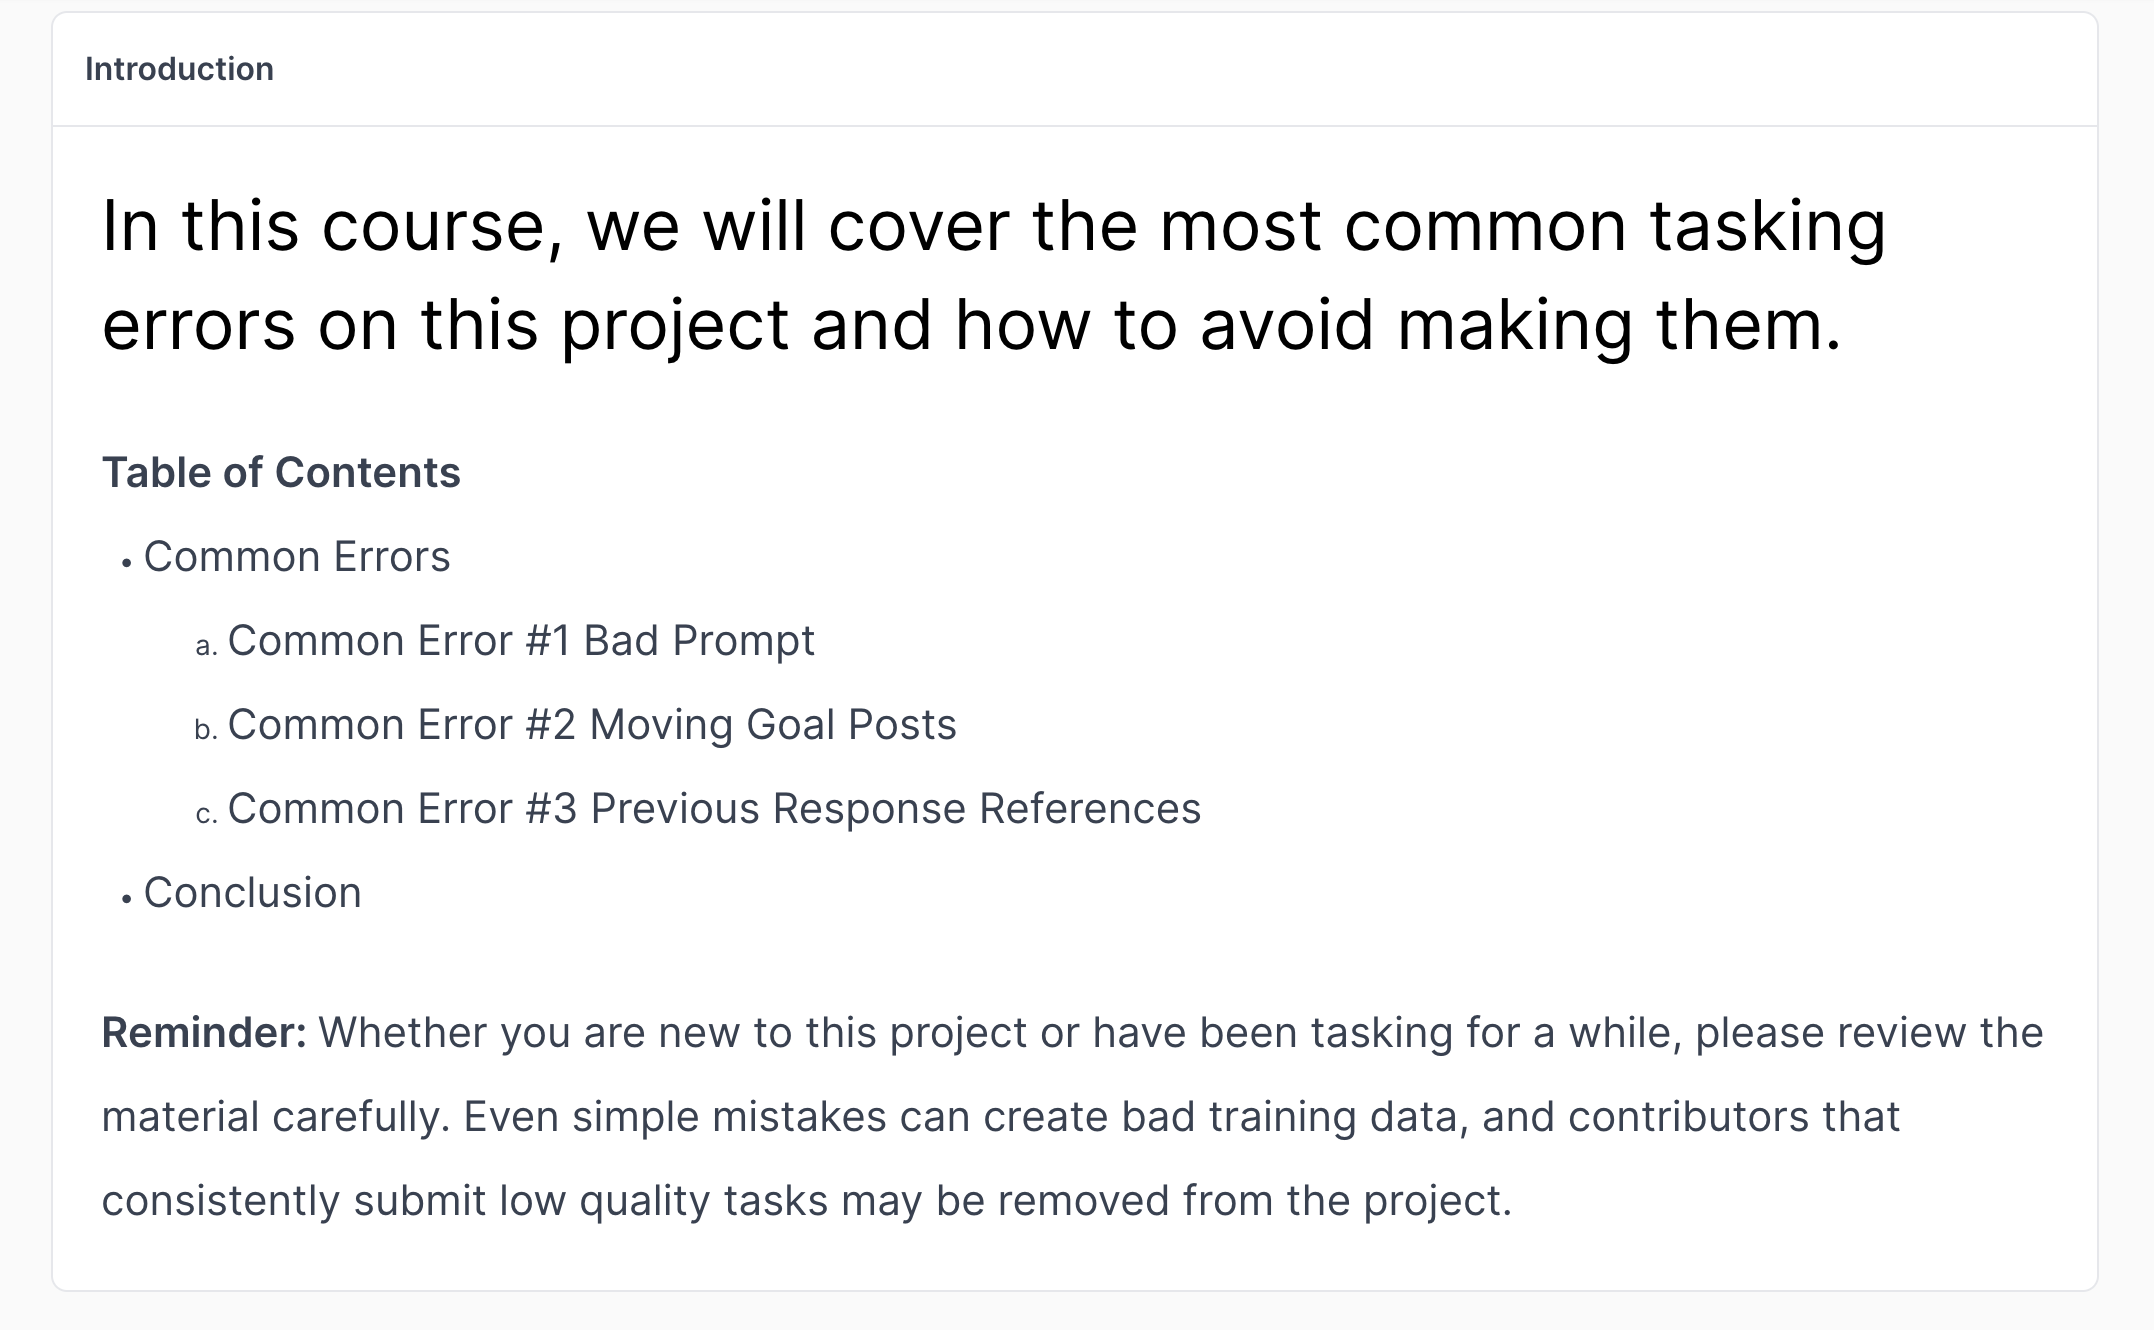 Introduction
In this course, we will cover the most common tasking
errors on this project and how to avoid making them.
Table of Contents
• Common Errors
a. Common Error #1 Bad Prompt
b. Common Error #2 Moving Goal Posts
c. Common Error #3 Previous Response References
• Conclusion
Reminder: Whether you are new to this project or have been tasking for a while, please review the
material carefully. Even simple mistakes can create bad training data, and contributors that
consistently submit low quality tasks may be removed from the project.